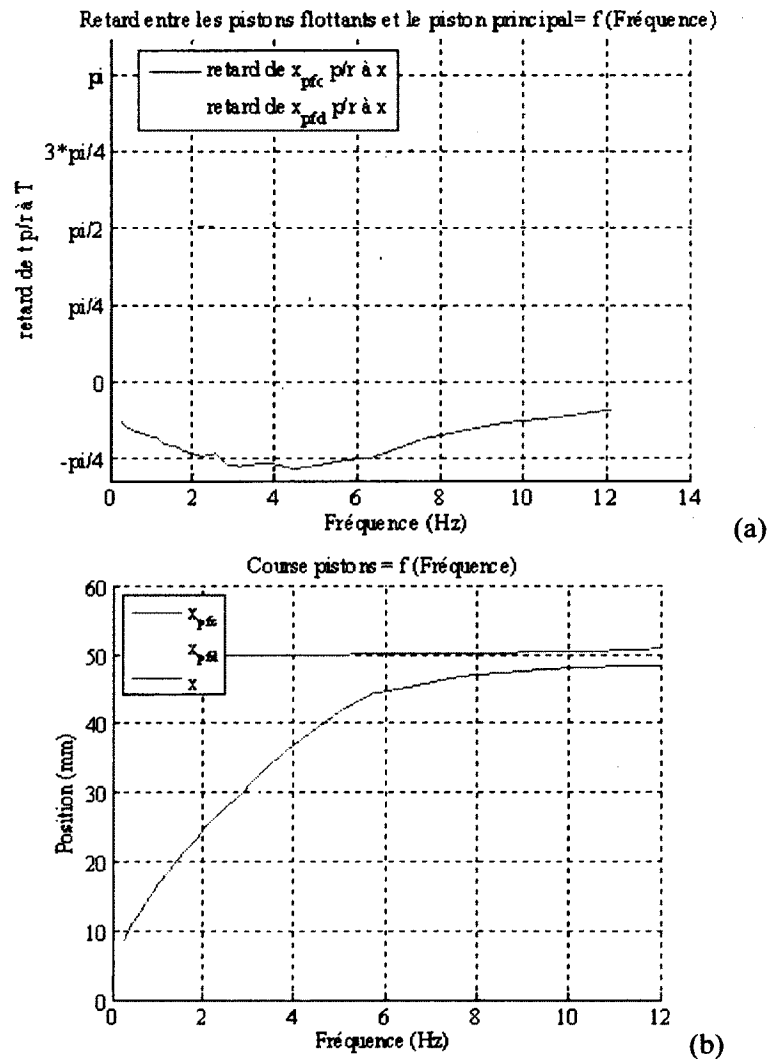 Retard entre les pistons flottants et le piston principal= f (Fréquence)
pi
retard de x_pfc p/r à x
retard de x_pfd p/r à x
3*pi/4
pi/2
pi/4
0
-pi/4
retard de t p/r à T
0 2 4 6 8 10 12 14
Fréquence (Hz)
(a)
Course pistons = f (Fréquence)
60
50
40
30
20
10
0
x_pfc
x_pfd
x
Position (mm)
0 2 4 6 8 10 12
Fréquence (Hz)
(b)